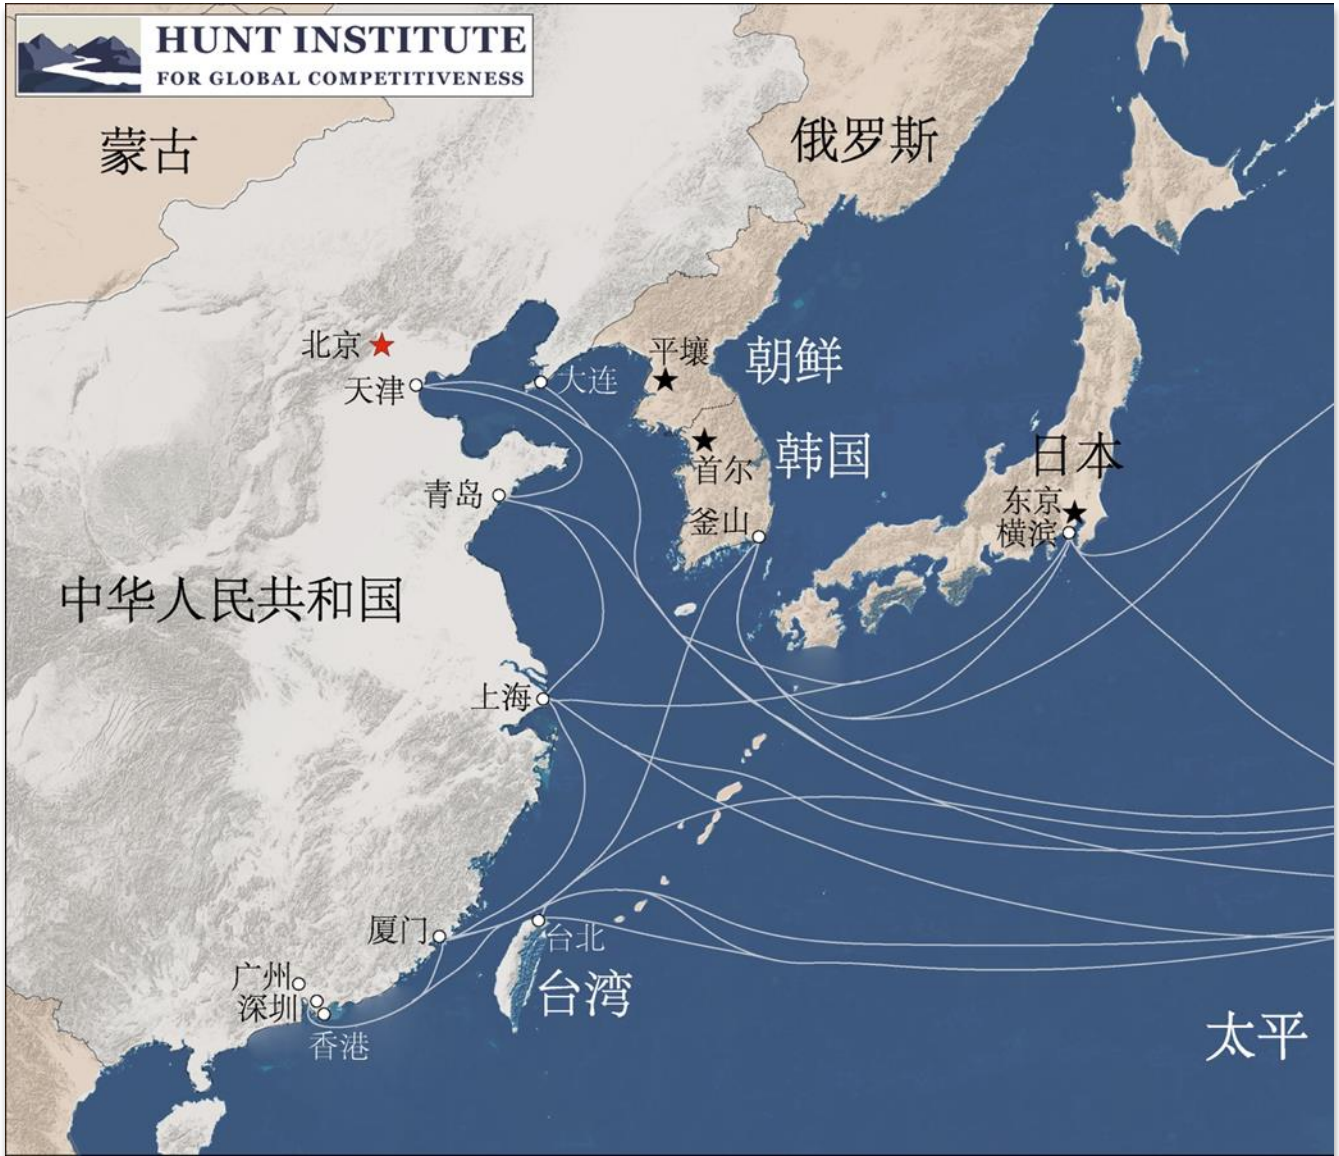 HUNT INSTITUTE
FOR GLOBAL COMPETITIVENESS
蒙古
俄罗斯
北京
天津
大连
平壤
朝鲜
首尔
韩国
日本
青岛
釜山
东京
横滨
中华人民共和国
上海
厦门
台北
广州
深圳
台湾
香港
太平